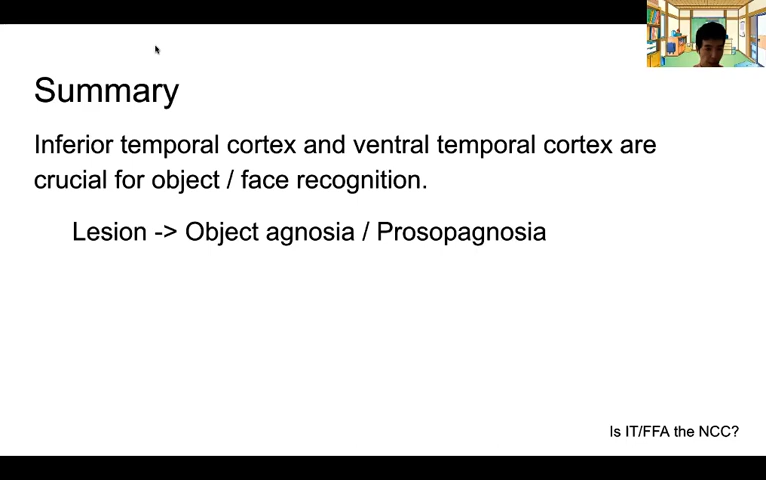 Summary
Inferior temporal cortex and ventral temporal cortex are
crucial for object / face recognition.
Lesion -> Object agnosia / Prosopagnosia
Is IT/FFA the NCC?